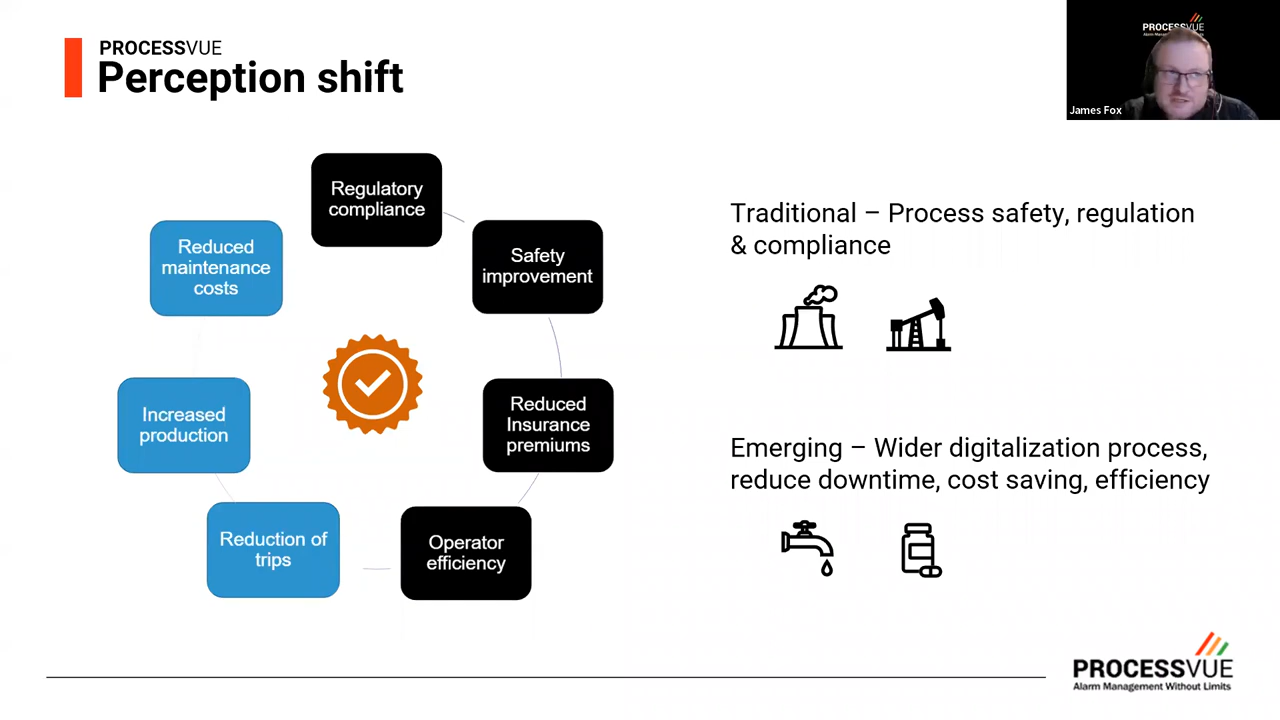 PROCESSVUE
Perception shift
PROCESSVUE
James Fox
Regulatory
compliance
Safety
improvement
Reduced
Insurance
premiums
Operator
efficiency
Reduction of
trips
Increased
production
Reduced
maintenance
costs
Traditional – Process safety, regulation
& compliance
Emerging – Wider digitalization process,
reduce downtime, cost saving, efficiency
PROCESSVUE
Alarm Management Without Limits